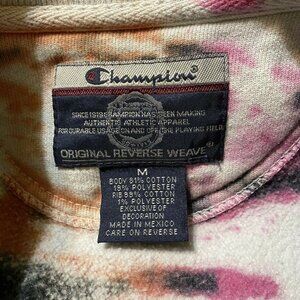 Champion
SINCE 1919 CHAMPION HAS BEEN MAKING
AUTHENTIC ATHLETIC APPAREL
FOR DURABLE USAGE ON AND OFF THE PLAYING FIELD.
ORIGINAL REVERSE WEAVE®
M
BODY 81% COTTON
19% POLYESTER
RIB 99% COTTON
1% POLYESTER
EXCLUSIVE OF
DECORATION
MADE IN MEXICO
CARE ON REVERSE